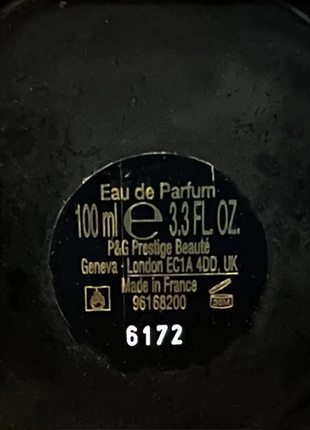 Eau de Parfum
100 ml e 3.3 FL. OZ.
P&G Prestige Beauté
Geneva - London EC1A 4DD, UK
Made in France
96168200
36M
6172